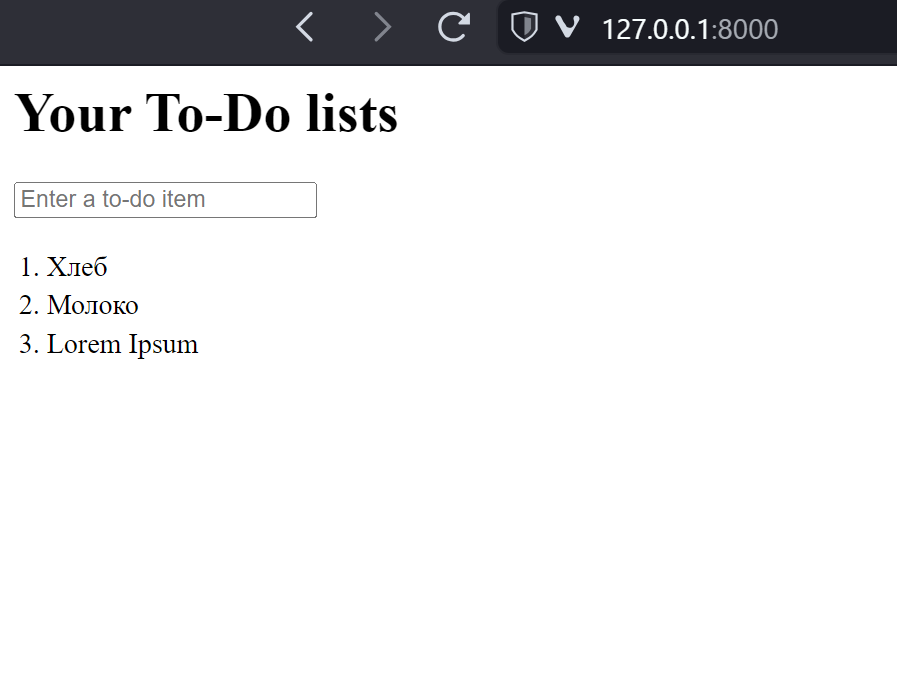 127.0.0.1:8000
Your To-Do lists
Enter a to-do item
1. Хлеб
2. Молоко
3. Lorem Ipsum